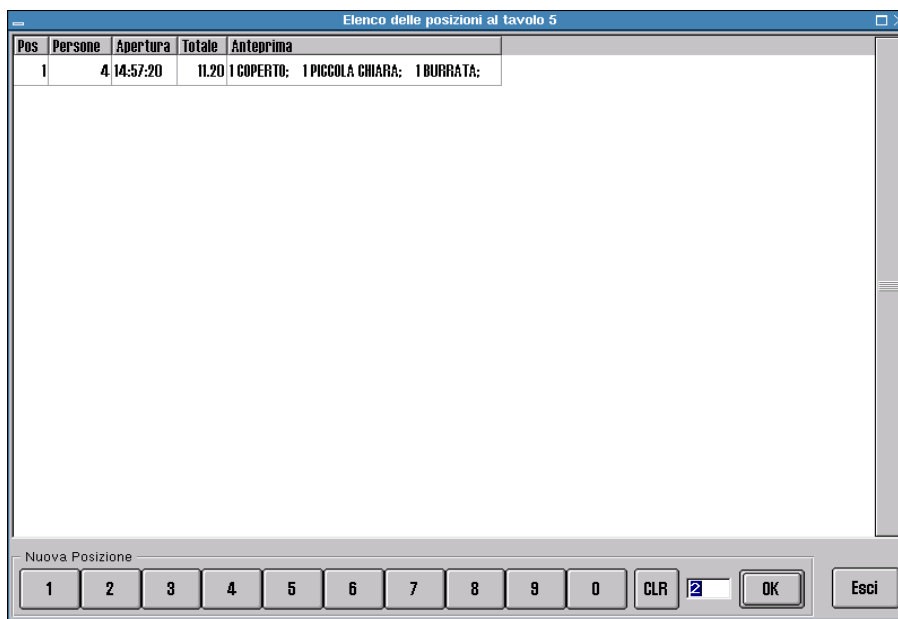 Elenco delle posizioni al tavolo 5
Pos Persone Apertura Totale Anteprima
1 4 14:57:20 11.20 1 COPERTO; 1 PICCOLA CHIARA; 1 BURRATA;
Nuova Posizione
1 2 3 4 5 6 7 8 9 0 CLR 2 OK Esci